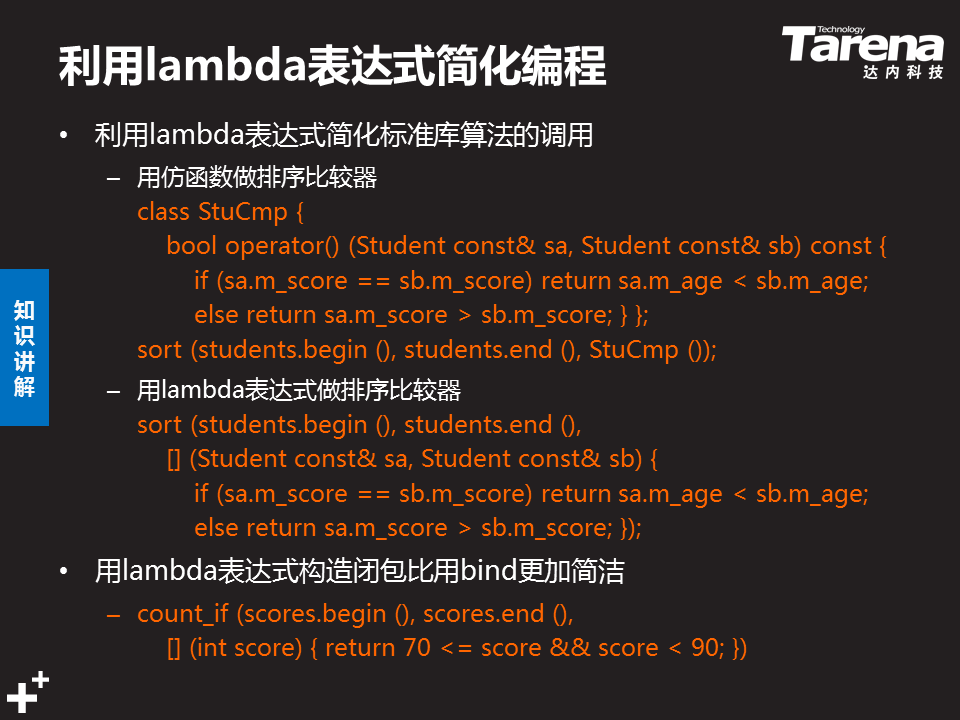 利用lambda表达式简化编程
Technology
Tarena
达内科技
• 利用lambda表达式简化标准库算法的调用
– 用仿函数做排序比较器
class StuCmp {
bool operator() (Student const& sa, Student const& sb) const {
if (sa.m_score == sb.m_score) return sa.m_age < sb.m_age;
else return sa.m_score > sb.m_score; } };
sort (students.begin (), students.end (), StuCmp ());
– 用lambda表达式做排序比较器
sort (students.begin (), students.end (),
[] (Student const& sa, Student const& sb) {
if (sa.m_score == sb.m_score) return sa.m_age < sb.m_age;
else return sa.m_score > sb.m_score; });
• 用lambda表达式构造闭包比用bind更加简洁
– count_if (scores.begin (), scores.end (),
[] (int score) { return 70 <= score && score < 90; })
知
识
讲
解